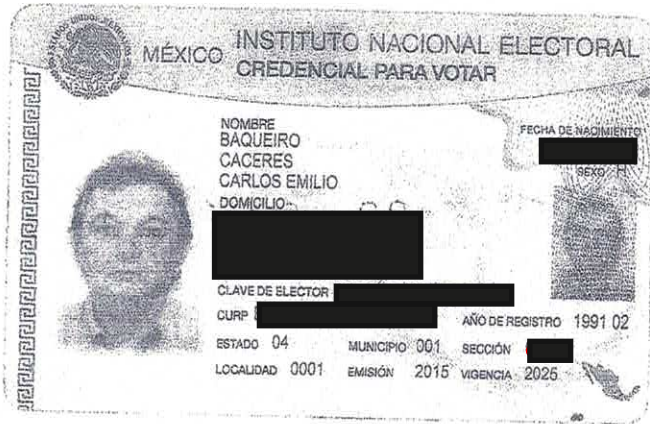 MÉXICO
INSTITUTO NACIONAL ELECTORAL
CREDENCIAL PARA VOTAR
NOMBRE
BAQUEIRO
CACERES
CARLOS EMILIO
FECHA DE NACIMIENTO
SEXO H
DOMICILIO
CLAVE DE ELECTOR
CURP
AÑO DE REGISTRO 1991 02
ESTADO 04 MUNICIPIO 001 SECCIÓN
LOCALIDAD 0001 EMISIÓN 2015 VIGENCIA 2025